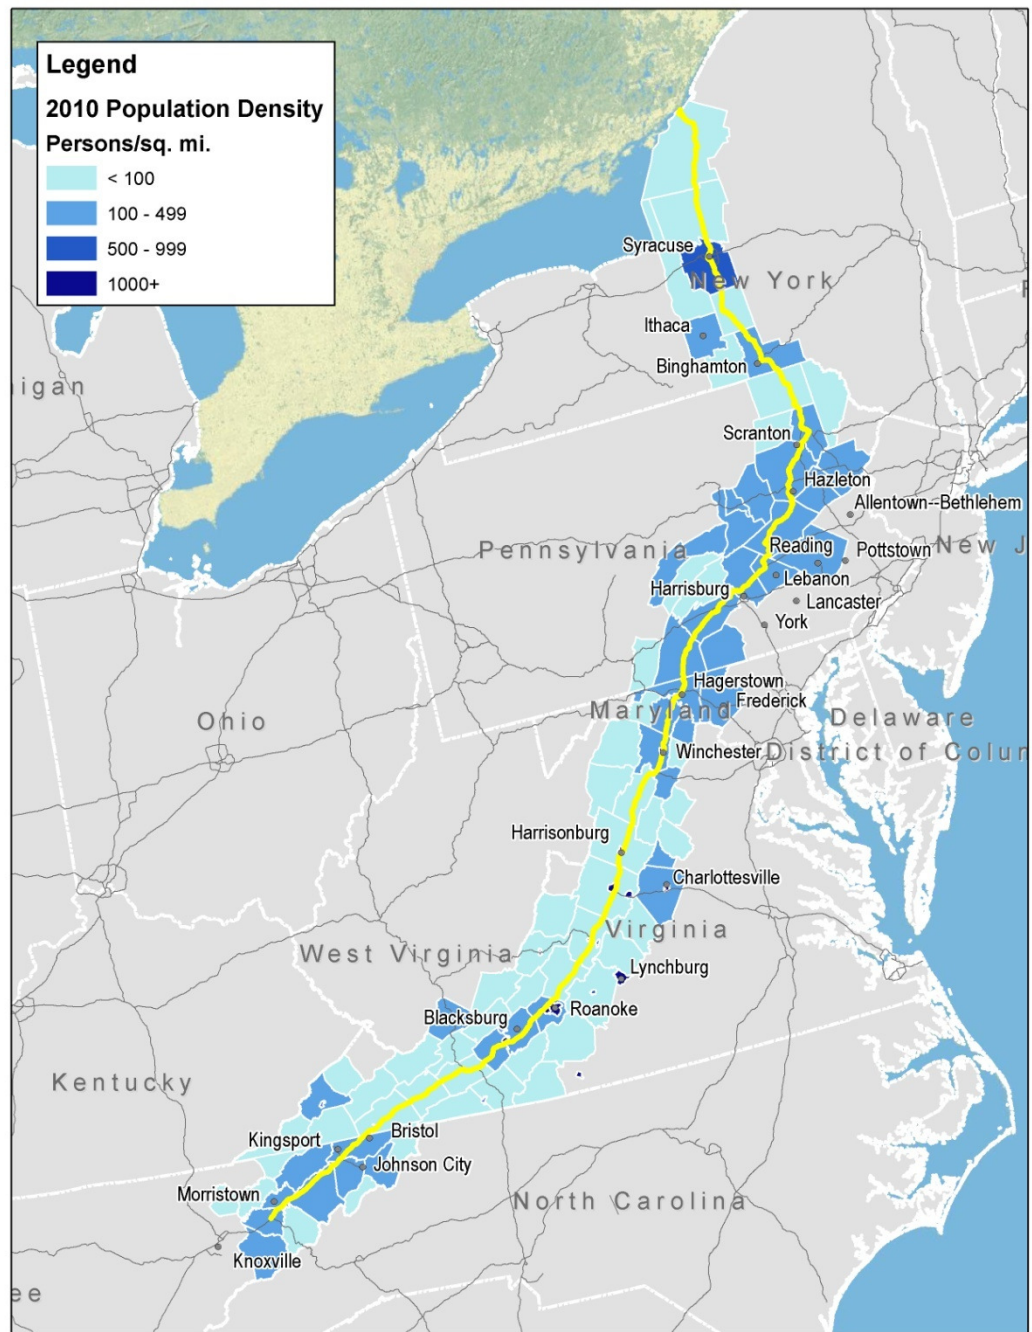 Legend
2010 Population Density
Persons/sq. mi.
< 100
100 - 499
500 - 999
1000+
Syracuse
New York
Ithaca
Binghamton
igan
Scranton
Hazleton
Allentown--Bethlehem
Pennsylvania
Reading
Pottstown
New J
Lebanon
Harrisburg
Lancaster
York
Hagerstown
Frederick
Maryland
Delaware
Ohio
Winchester
District of Colum
Harrisonburg
Charlottesville
Virginia
West Virginia
Lynchburg
Roanoke
Blacksburg
Kentucky
Bristol
Kingsport
Johnson City
Morristown
North Carolina
Knoxville
ee